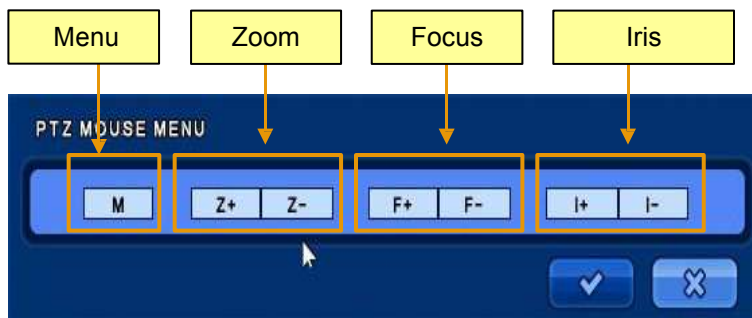 Menu Zoom Focus Iris
PTZ MOUSE MENU
M Z+ Z- F+ F- I+ I-